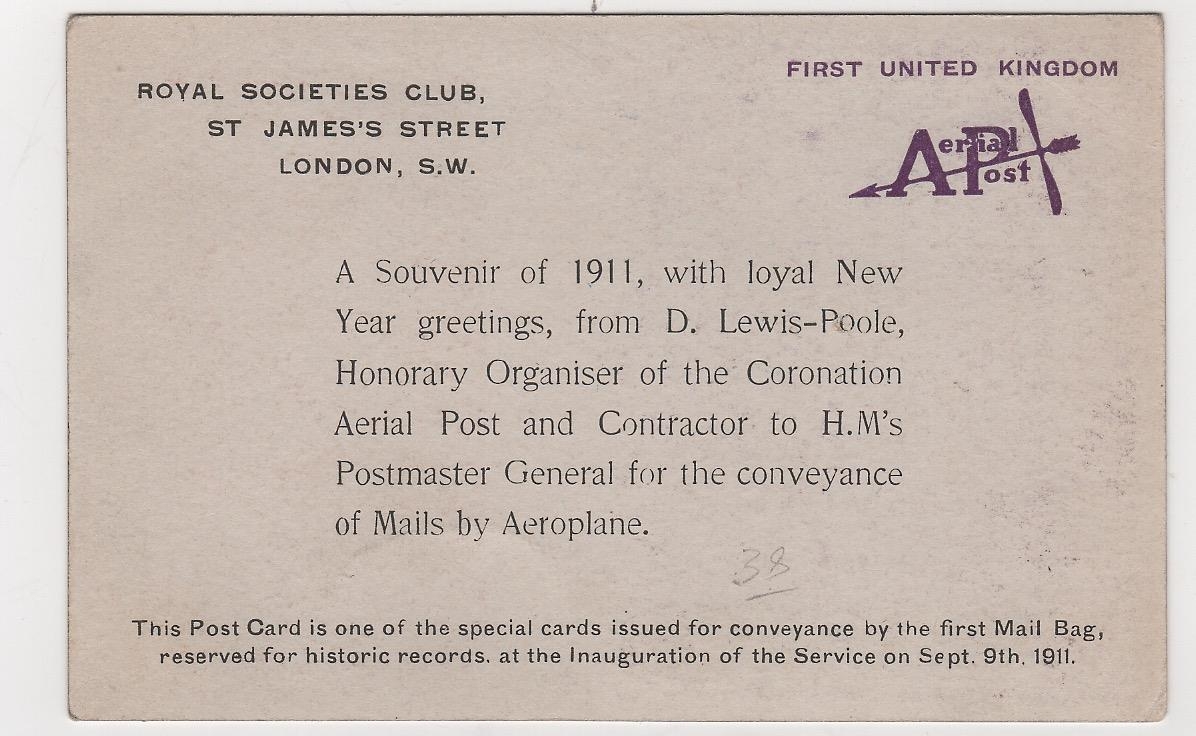 ROYAL SOCIETIES CLUB,
ST JAMES'S STREET
LONDON, S.W.
FIRST UNITED KINGDOM
Aerial
Post
A Souvenir of 1911, with loyal New
Year greetings, from D. Lewis-Poole,
Honorary Organiser of the Coronation
Aerial Post and Contractor to H.M's
Postmaster General for the conveyance
of Mails by Aeroplane.
38
This Post Card is one of the special cards issued for conveyance by the first Mail Bag,
reserved for historic records. at the Inauguration of the Service on Sept. 9th. 1911.